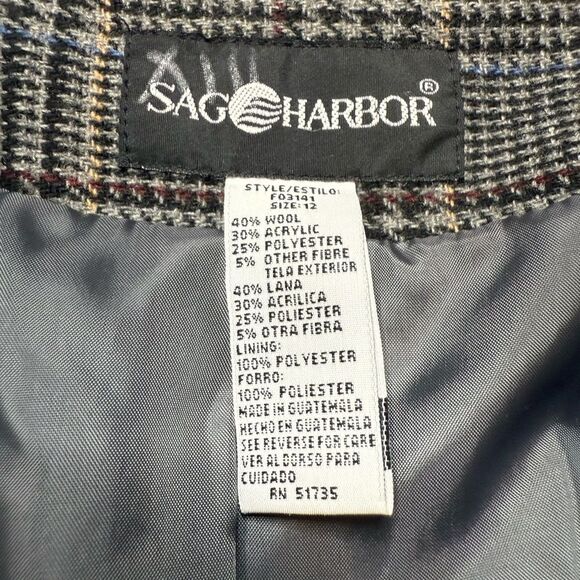 SAG HARBOR ®
STYLE/ESTILO:
F03141
SIZE: 12
40% WOOL
30% ACRYLIC
25% POLYESTER
5% OTHER FIBRE
TELA EXTERIOR
40% LANA
30% ACRILICA
25% POLIESTER
5% OTRA FIBRA
LINING:
100% POLYESTER
FORRO:
100% POLIESTER
MADE IN GUATEMALA
HECHO EN GUATEMALA
SEE REVERSE FOR CARE
VER AL DORSO PARA
CUIDADO
RN 51735